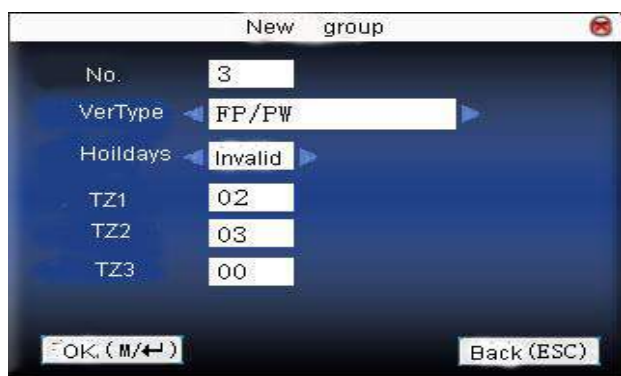 New group
No. 3
VerType FP/PW
Hoildays Invalid
TZ1 02
TZ2 03
TZ3 00
OK.(M/↵) Back(ESC)